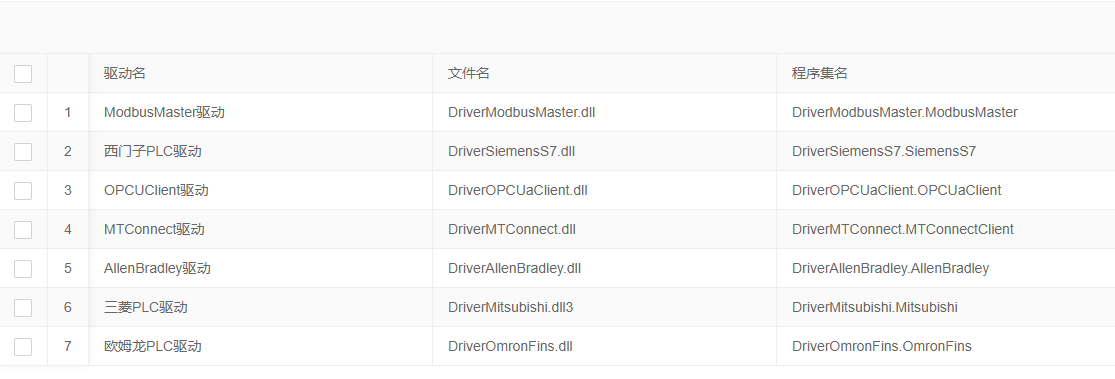 驱动名 文件名 程序集名
1 ModbusMaster驱动 DriverModbusMaster.dll DriverModbusMaster.ModbusMaster
2 西门子PLC驱动 DriverSiemensS7.dll DriverSiemensS7.SiemensS7
3 OPCUClient驱动 DriverOPCUaClient.dll DriverOPCUaClient.OPCUaClient
4 MTConnect驱动 DriverMTConnect.dll DriverMTConnect.MTConnectClient
5 AllenBradley驱动 DriverAllenBradley.dll DriverAllenBradley.AllenBradley
6 三菱PLC驱动 DriverMitsubishi.dll3 DriverMitsubishi.Mitsubishi
7 欧姆龙PLC驱动 DriverOmronFins.dll DriverOmronFins.OmronFins